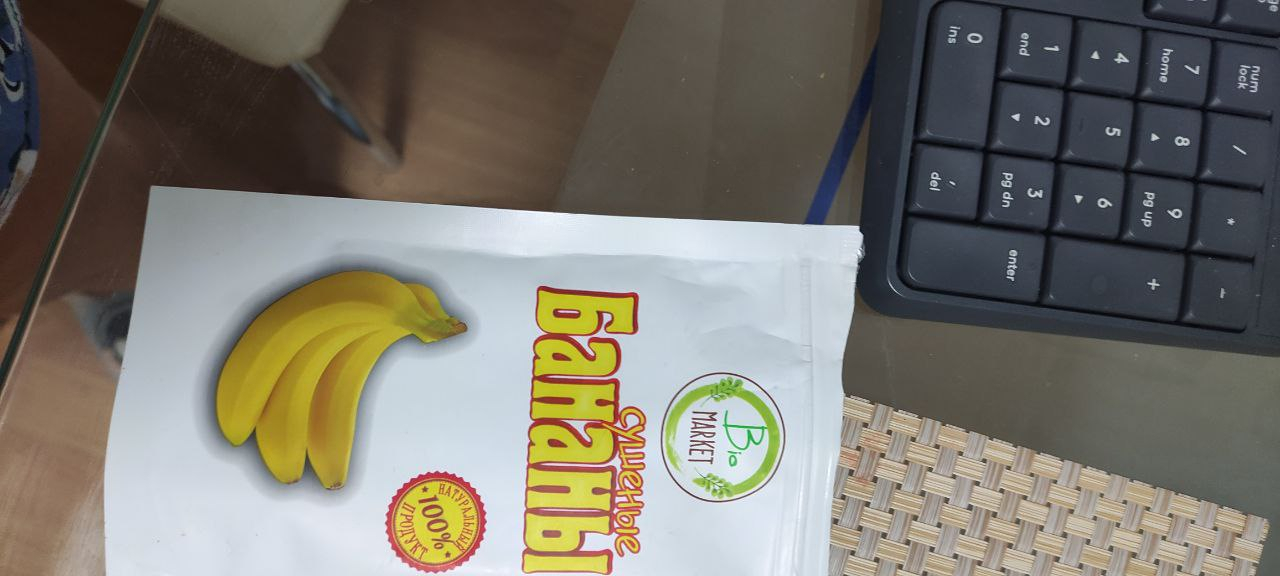 Bio
MARKET
сушеные
Бананы
НАТУРАЛЬНЫЙ
100%
ПРОДУКТ
num
lock
/
*
-
7
home
8
9
pg up
+
4
5
6
1
end
2
3
pg dn
enter
0
ins
,
del